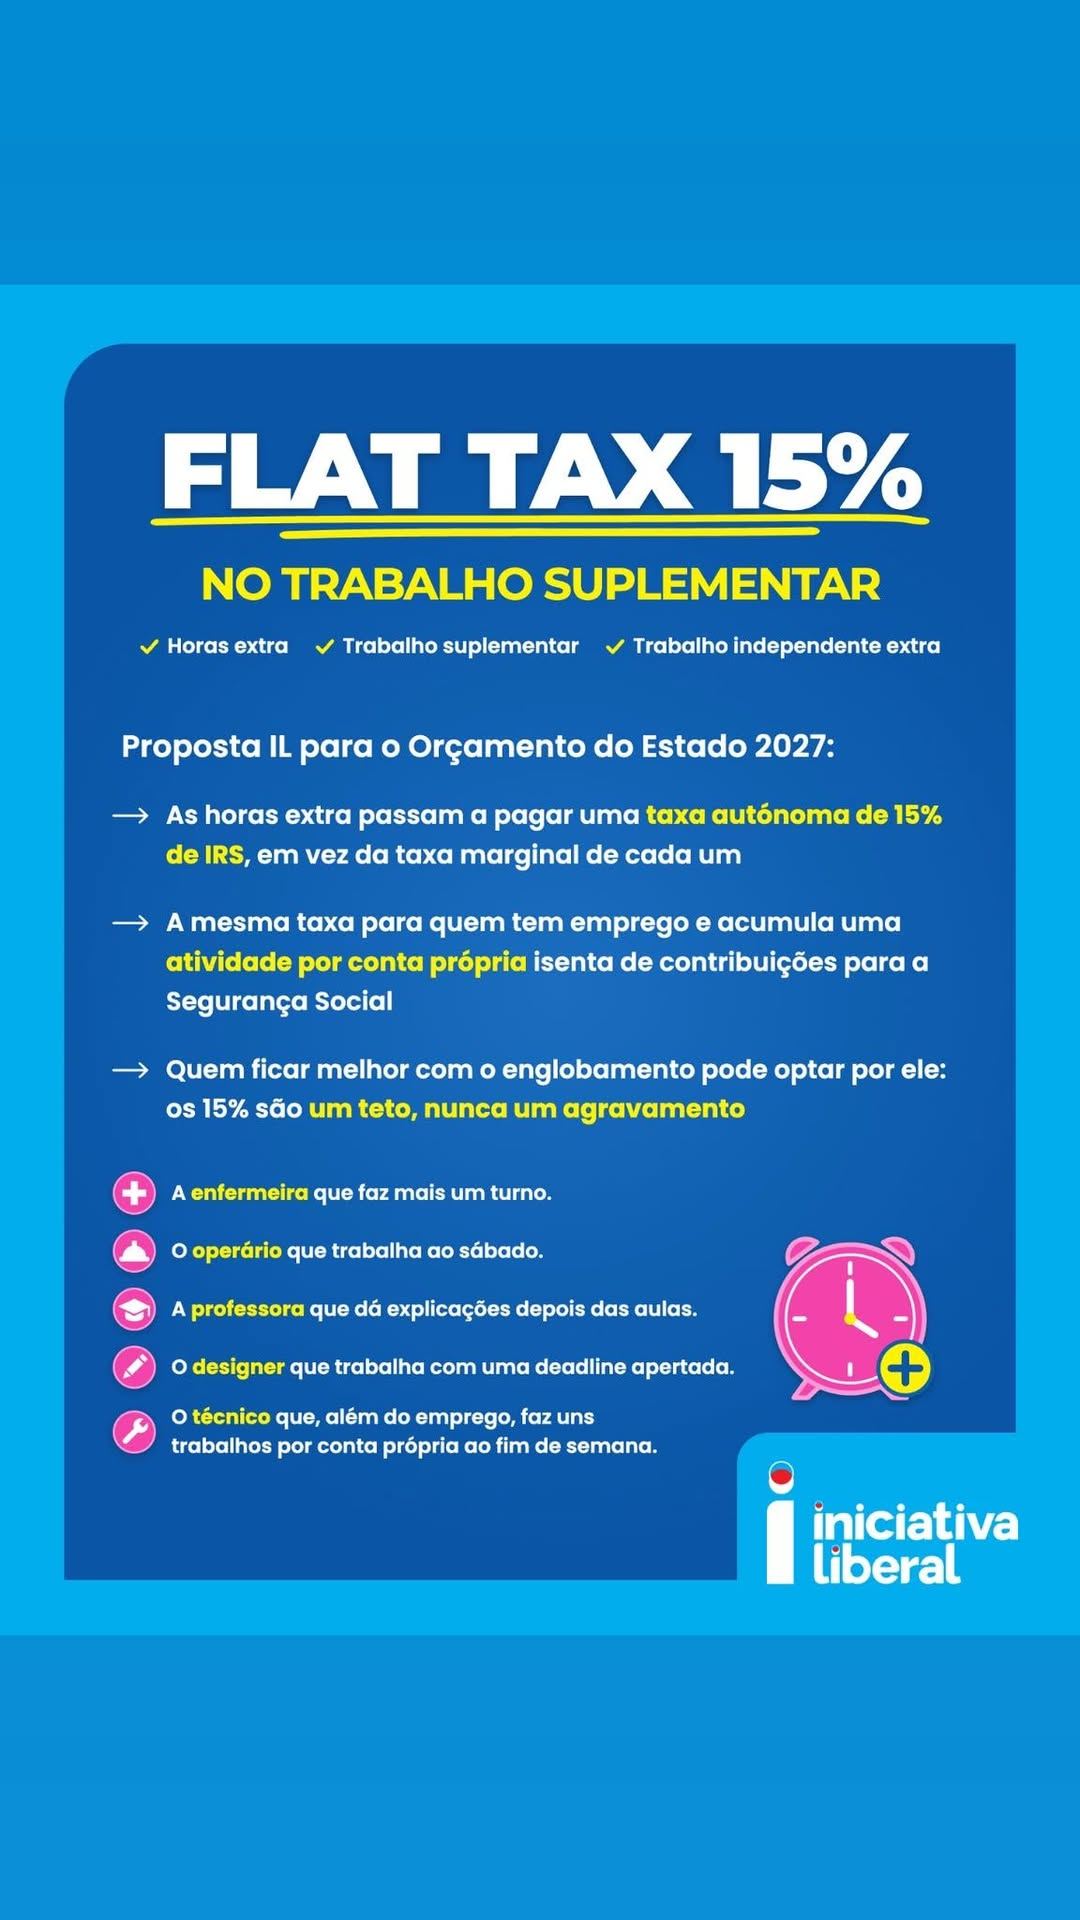 FLAT TAX 15%
NO TRABALHO SUPLEMENTAR
Horas extra Trabalho suplementar Trabalho independente extra
Proposta IL para o Orçamento do Estado 2027:
As horas extra passam a pagar uma taxa autónoma de 15%
de IRS, em vez da taxa marginal de cada um
A mesma taxa para quem tem emprego e acumula uma
atividade por conta própria isenta de contribuições para a
Segurança Social
Quem ficar melhor com o englobamento pode optar por ele:
os 15% são um teto, nunca um agravamento
A enfermeira que faz mais um turno.
O operário que trabalha ao sábado.
A professora que dá explicações depois das aulas.
O designer que trabalha com uma deadline apertada.
O técnico que, além do emprego, faz uns
trabalhos por conta própria ao fim de semana.
iniciativa
liberal